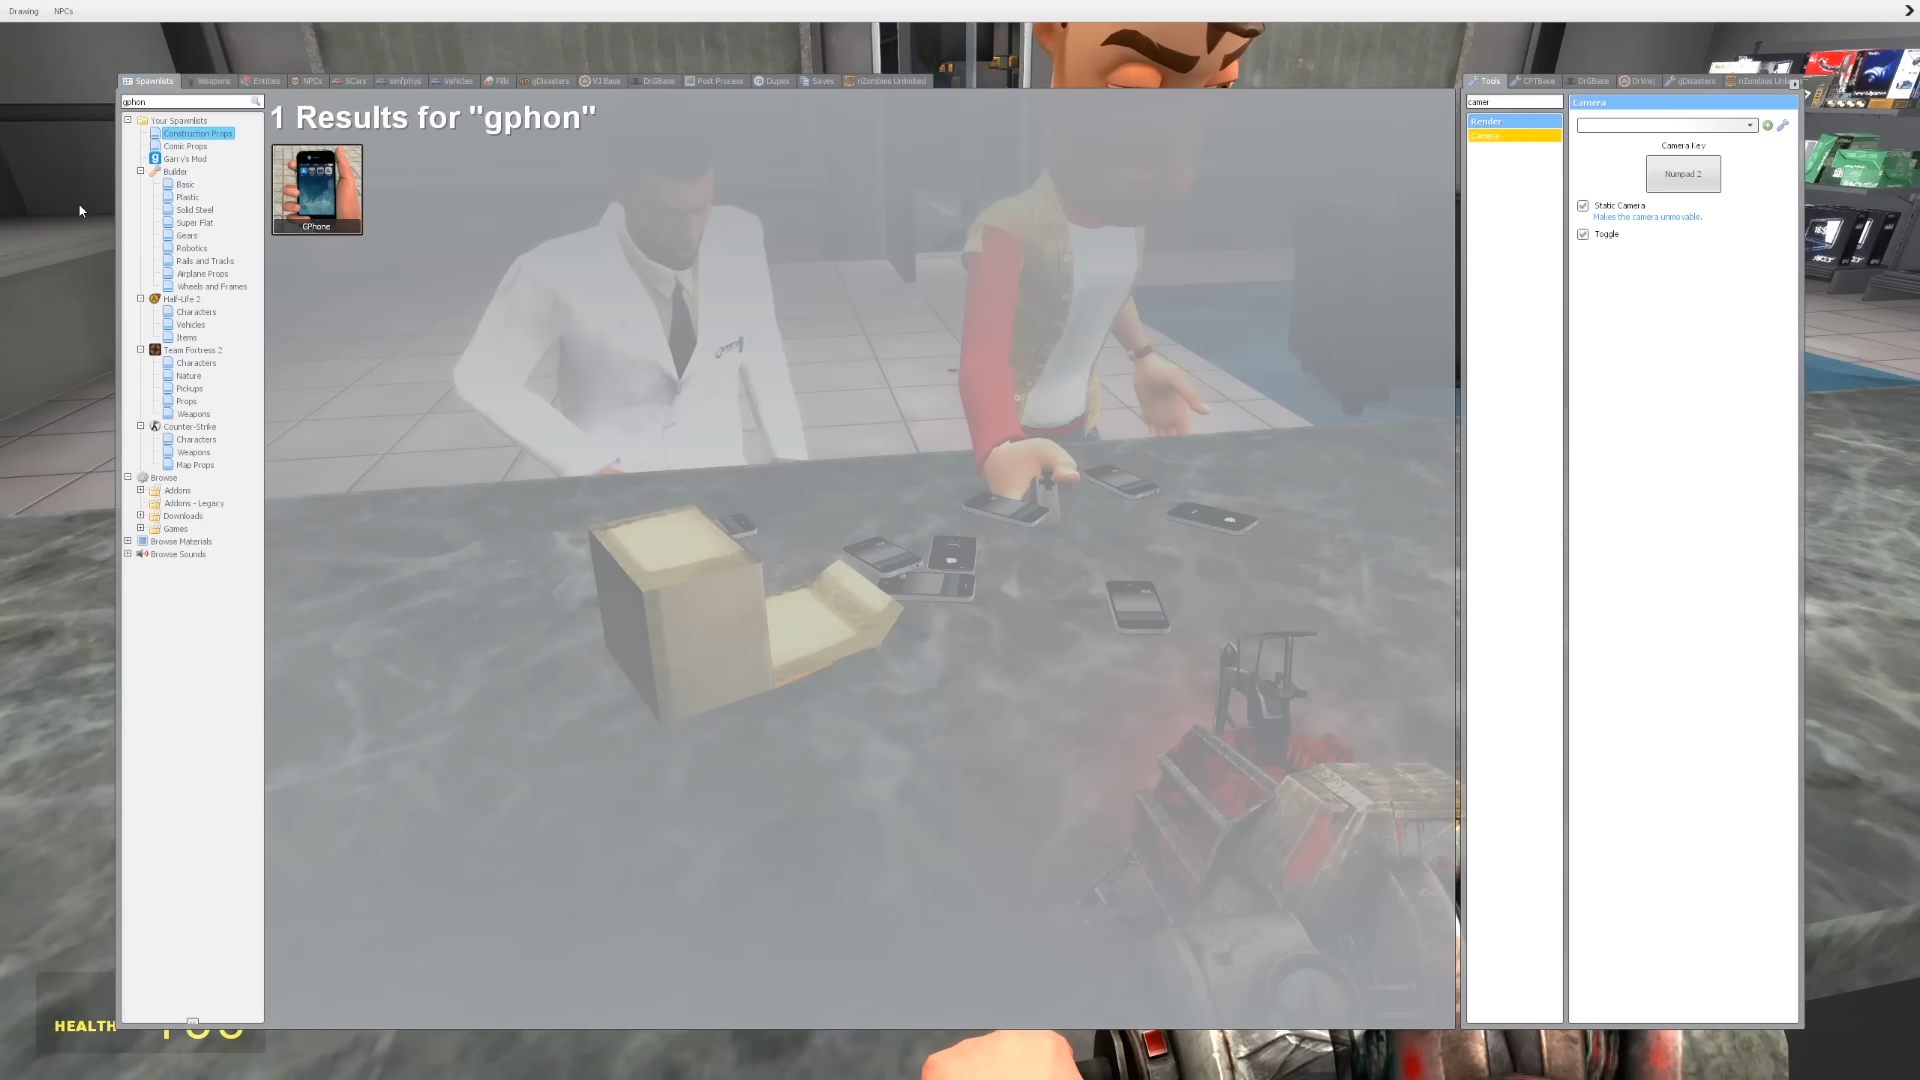 Drawing NPCs
Spawnlists Weapons Entities NPCs SCars simfphys Vehicles Pills gDisasters VJ Base DrGBase Post Process Dupes Saves nZombies Unlimited
Tools CPTBase DrGBase DrVrej gDisasters nZombies Unli
gphon
1 Results for "gphon"
GPhone
Your Spawnlists
Construction Props
Comic Props
Garry's Mod
Builder
Basic
Plastic
Solid Steel
Super Flat
Gears
Robotics
Rails and Tracks
Airplane Props
Wheels and Frames
Half-Life 2
Characters
Vehicles
Items
Team Fortress 2
Characters
Nature
Pickups
Props
Weapons
Counter-Strike
Characters
Weapons
Map Props
Browse
Addons
Addons - Legacy
Downloads
Games
Browse Materials
Browse Sounds
camer
Render
Camera
Camera
Camera Key
Numpad 2
Static Camera
Makes the camera unmovable.
Toggle
HEALTH